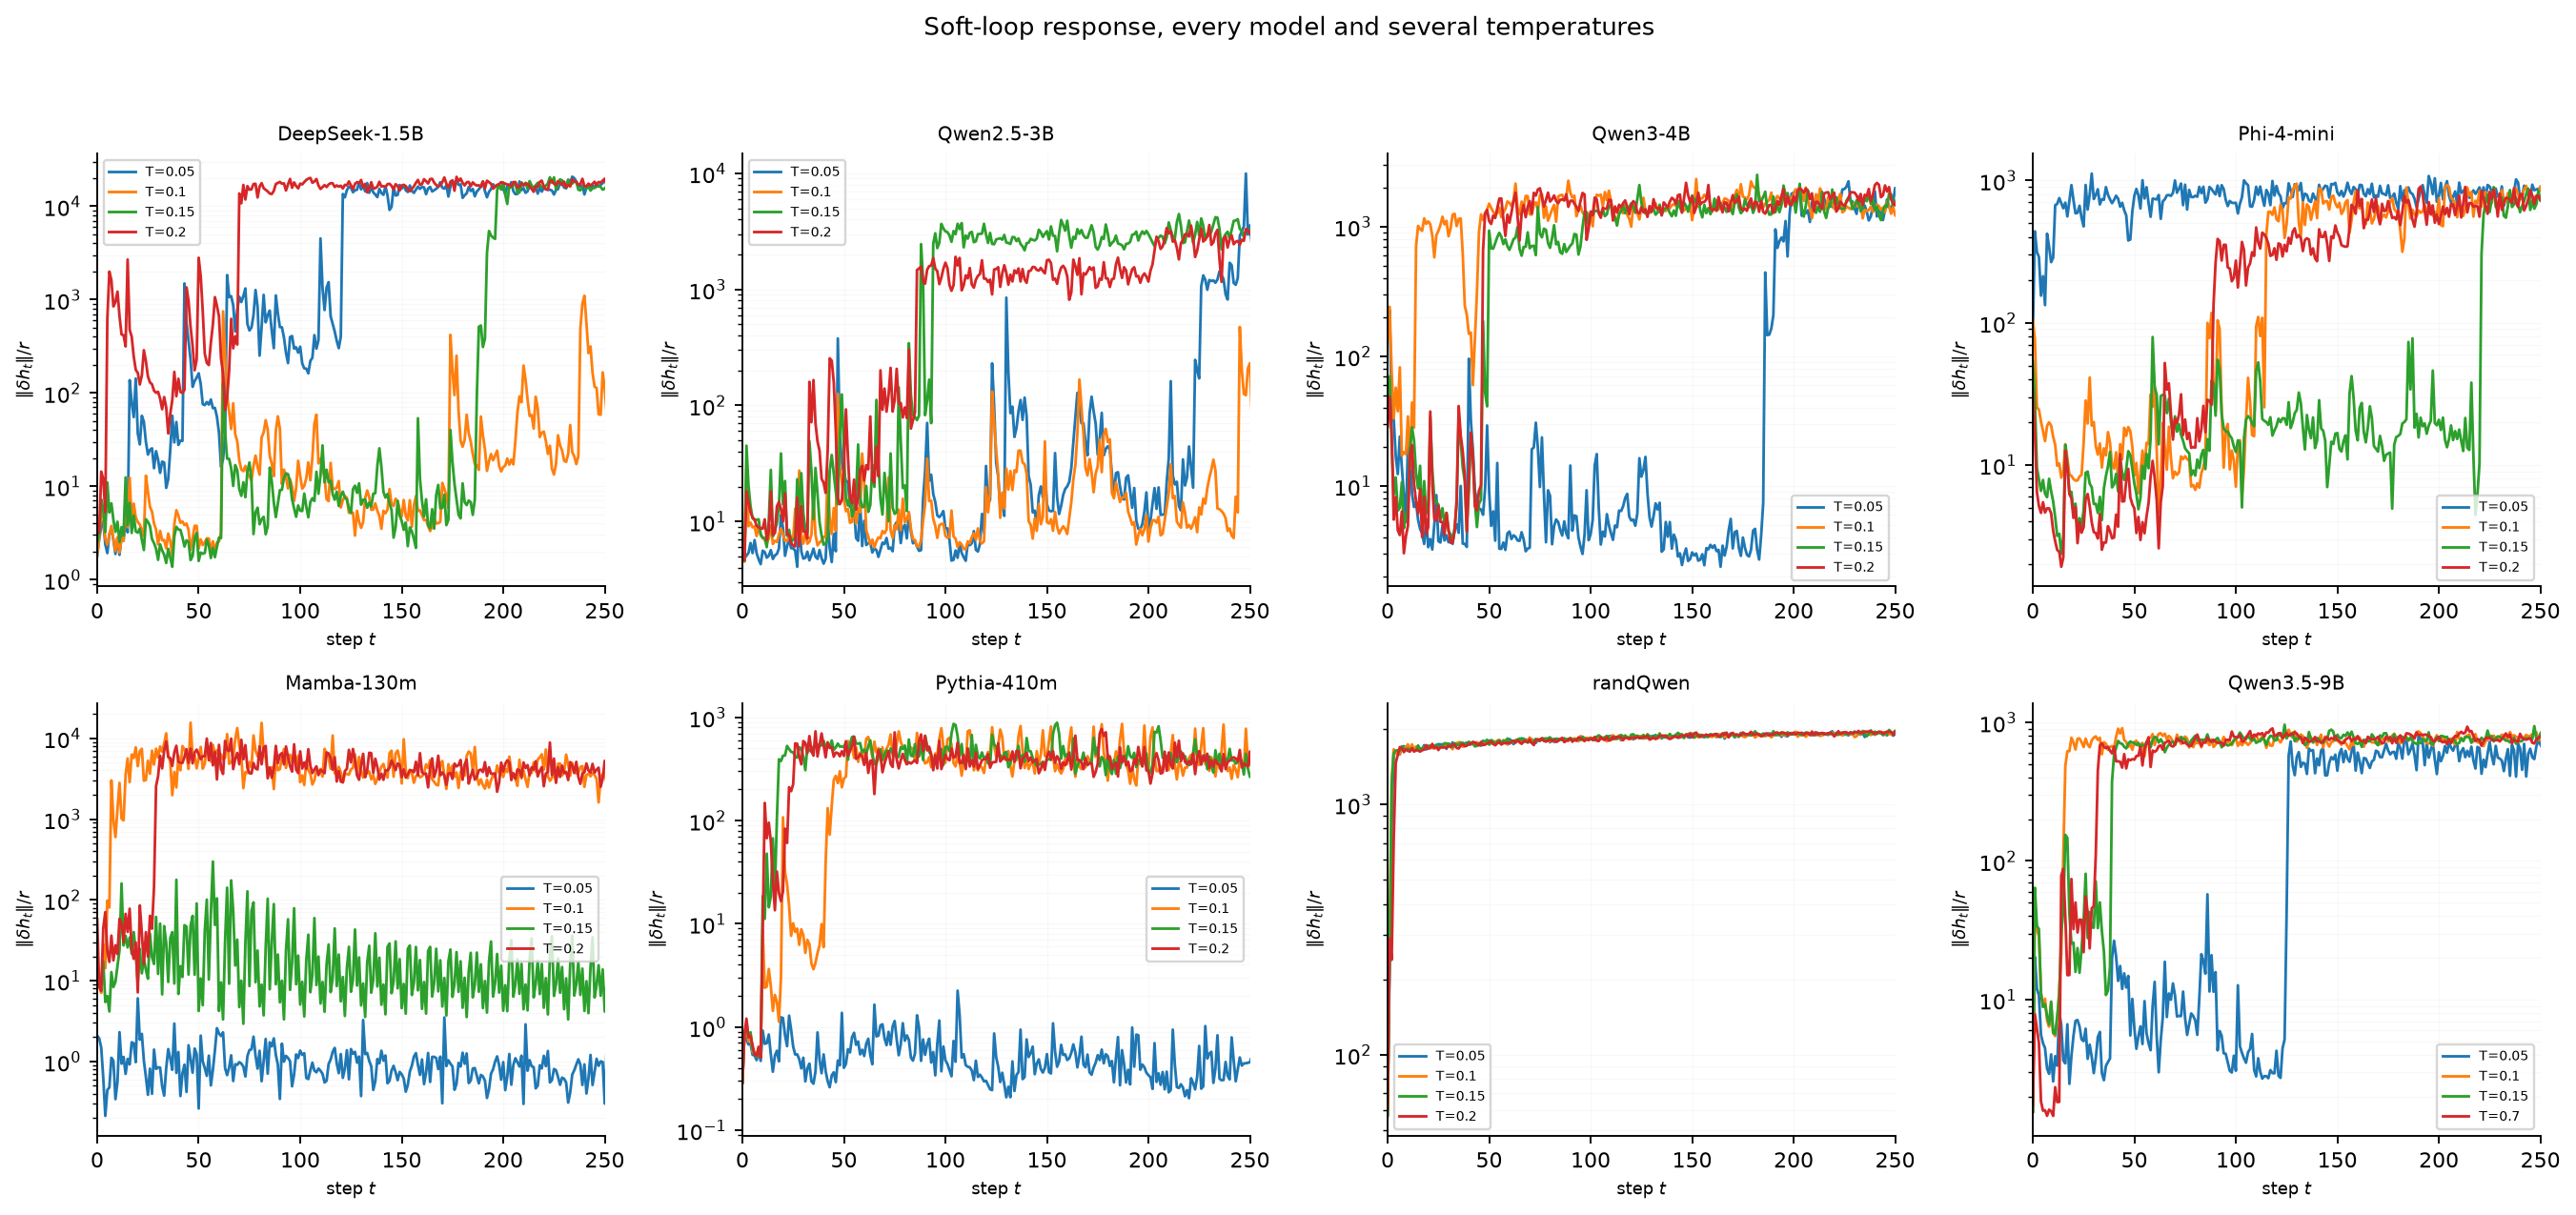 Soft-loop response, every model and several temperatures
DeepSeek-1.5B
‖δh_t‖/r
10^4
10^3
10^2
10^1
10^0
T=0.05
T=0.1
T=0.15
T=0.2
0 50 100 150 200 250
step t
Qwen2.5-3B
‖δh_t‖/r
10^4
10^3
10^2
10^1
T=0.05
T=0.1
T=0.15
T=0.2
0 50 100 150 200 250
step t
Qwen3-4B
‖δh_t‖/r
10^3
10^2
10^1
T=0.05
T=0.1
T=0.15
T=0.2
0 50 100 150 200 250
step t
Phi-4-mini
‖δh_t‖/r
10^3
10^2
10^1
T=0.05
T=0.1
T=0.15
T=0.2
0 50 100 150 200 250
step t
Mamba-130m
‖δh_t‖/r
10^4
10^3
10^2
10^1
10^0
T=0.05
T=0.1
T=0.15
T=0.2
0 50 100 150 200 250
step t
Pythia-410m
‖δh_t‖/r
10^3
10^2
10^1
10^0
10^−1
T=0.05
T=0.1
T=0.15
T=0.2
0 50 100 150 200 250
step t
randQwen
‖δh_t‖/r
10^3
10^2
T=0.05
T=0.1
T=0.15
T=0.2
0 50 100 150 200 250
step t
Qwen3.5-9B
‖δh_t‖/r
10^3
10^2
10^1
T=0.05
T=0.1
T=0.15
T=0.7
0 50 100 150 200 250
step t